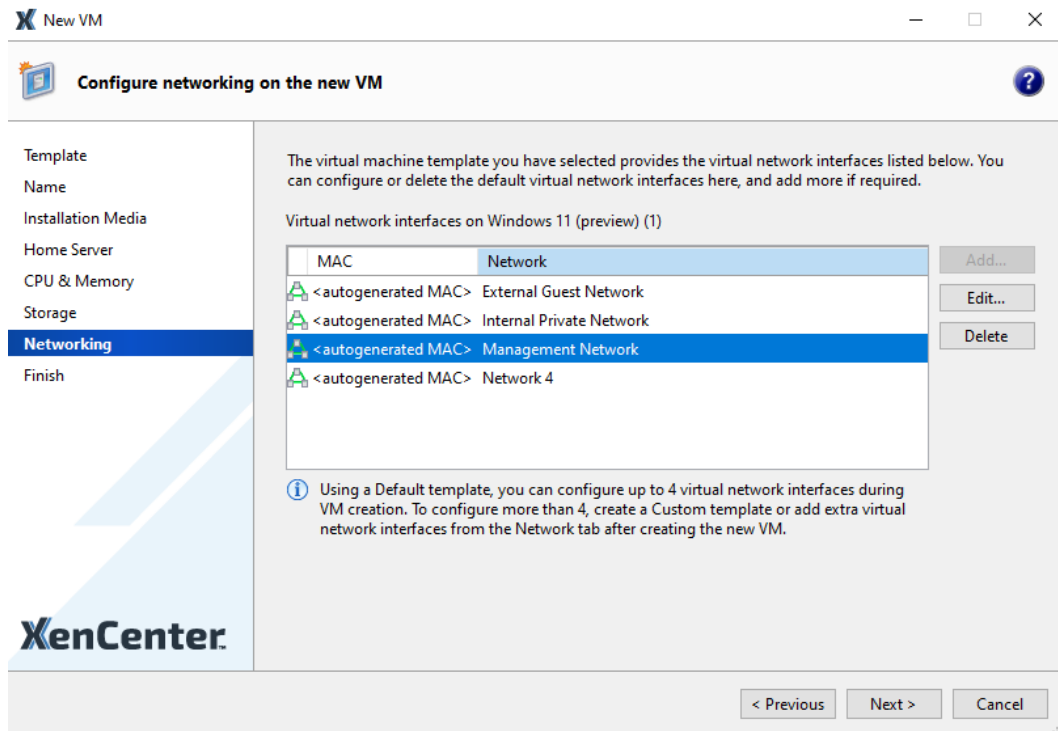 New VM
Configure networking on the new VM
?
Template
Name
Installation Media
Home Server
CPU & Memory
Storage
Networking
Finish
The virtual machine template you have selected provides the virtual network interfaces listed below. You
can configure or delete the default virtual network interfaces here, and add more if required.
Virtual network interfaces on Windows 11 (preview) (1)
MAC Network
<autogenerated MAC> External Guest Network
<autogenerated MAC> Internal Private Network
<autogenerated MAC> Management Network
<autogenerated MAC> Network 4
Add...
Edit...
Delete
Using a Default template, you can configure up to 4 virtual network interfaces during
VM creation. To configure more than 4, create a Custom template or add extra virtual
network interfaces from the Network tab after creating the new VM.
XenCenter
< Previous Next > Cancel